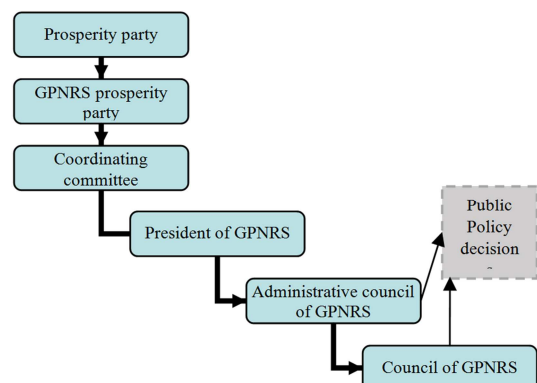 Prosperity party
GPNRS prosperity
party
Coordinating
committee
President of GPNRS
Public
Policy
decision
Administrative council
of GPNRS
Council of GPNRS